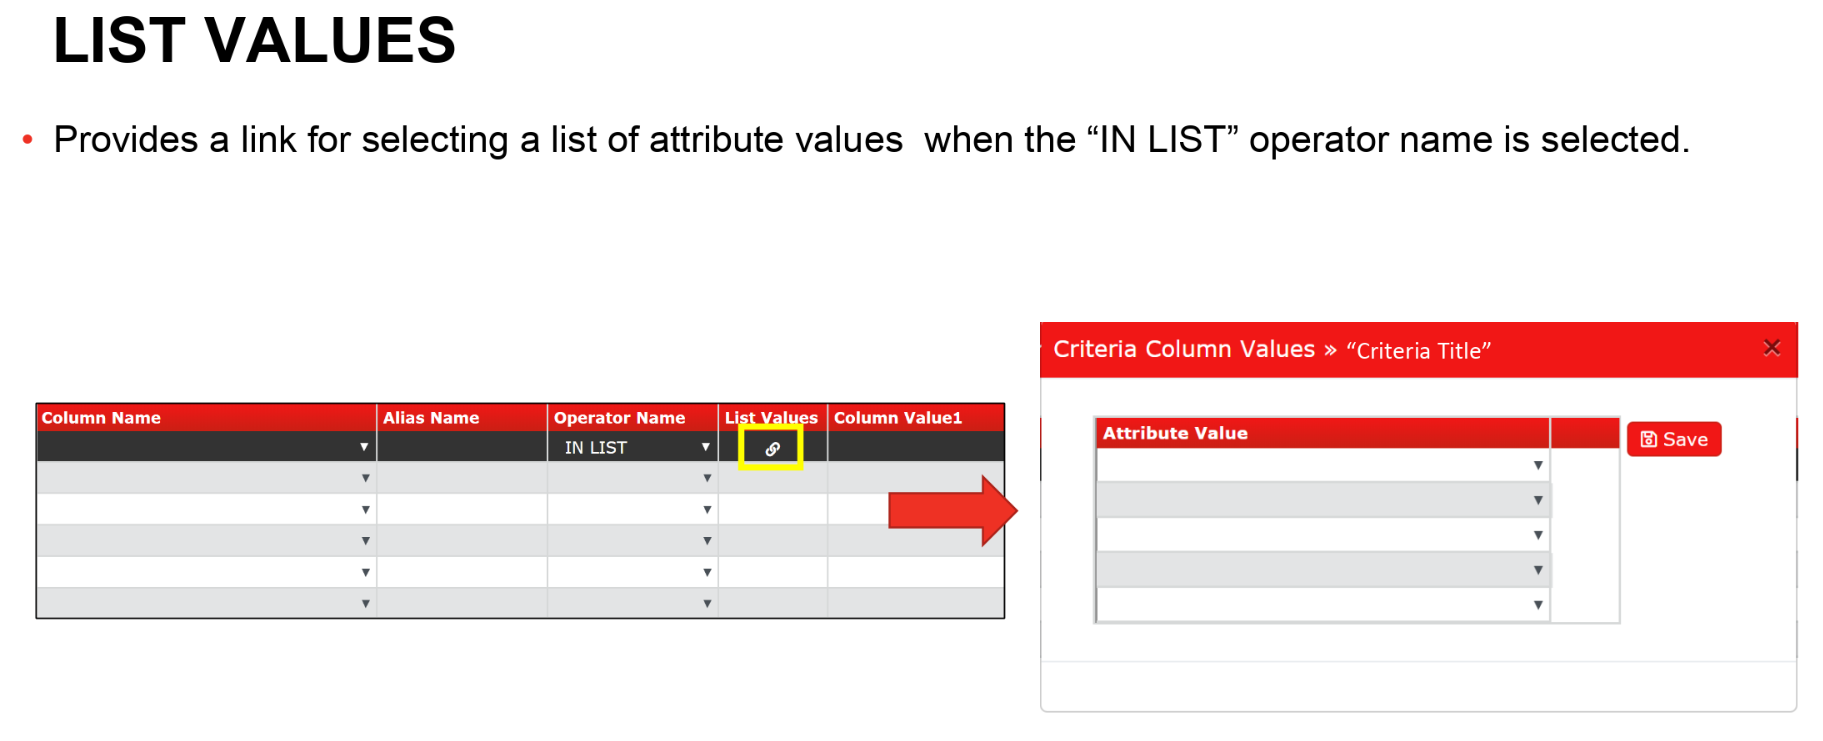 LIST VALUES
• Provides a link for selecting a list of attribute values  when the “IN LIST” operator name is selected.
Criteria Column Values » “Criteria Title”
Column Name Alias Name Operator Name List Values Column Value1
IN LIST
Attribute Value
Save